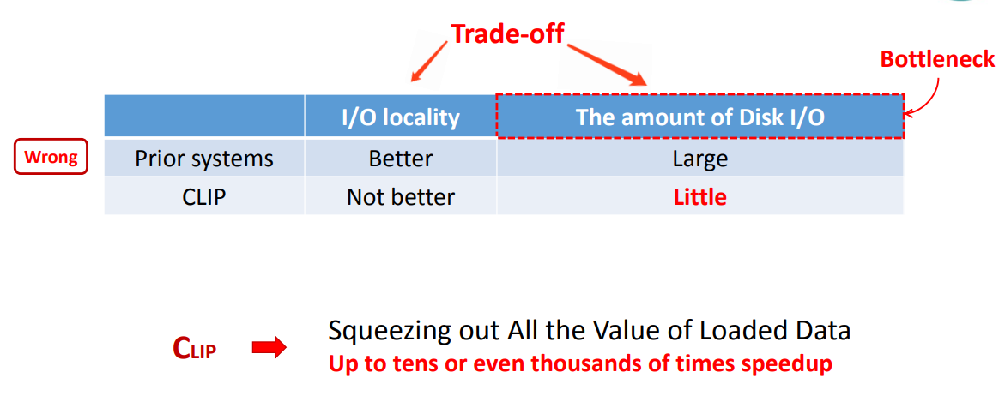 Trade-off
Bottleneck
I/O locality The amount of Disk I/O
Wrong Prior systems Better Large
CLIP Not better Little
CLIP Squeezing out All the Value of Loaded Data
Up to tens or even thousands of times speedup